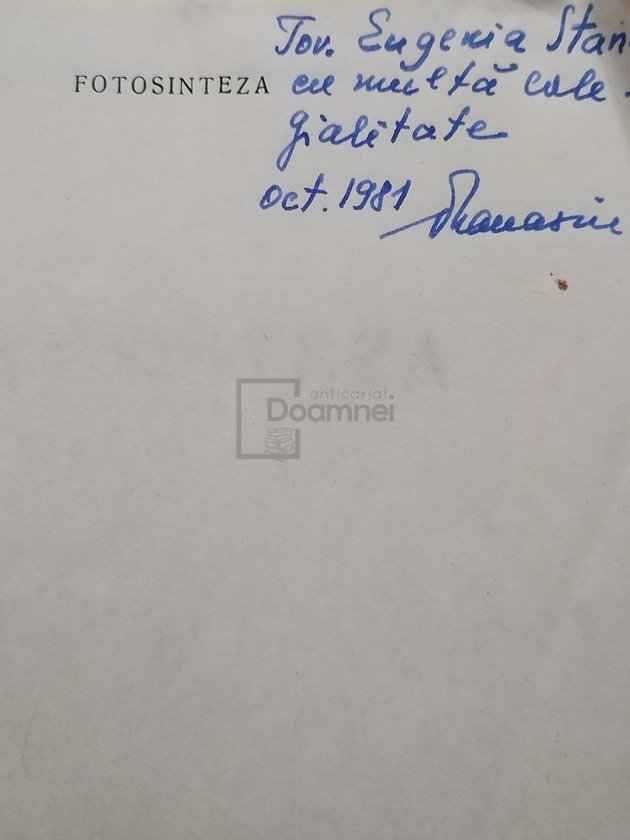 Tov. Eugenia Stan
FOTOSINTEZA
cu multă cole-
gialitate
oct. 1981
anticariat
Doamnei